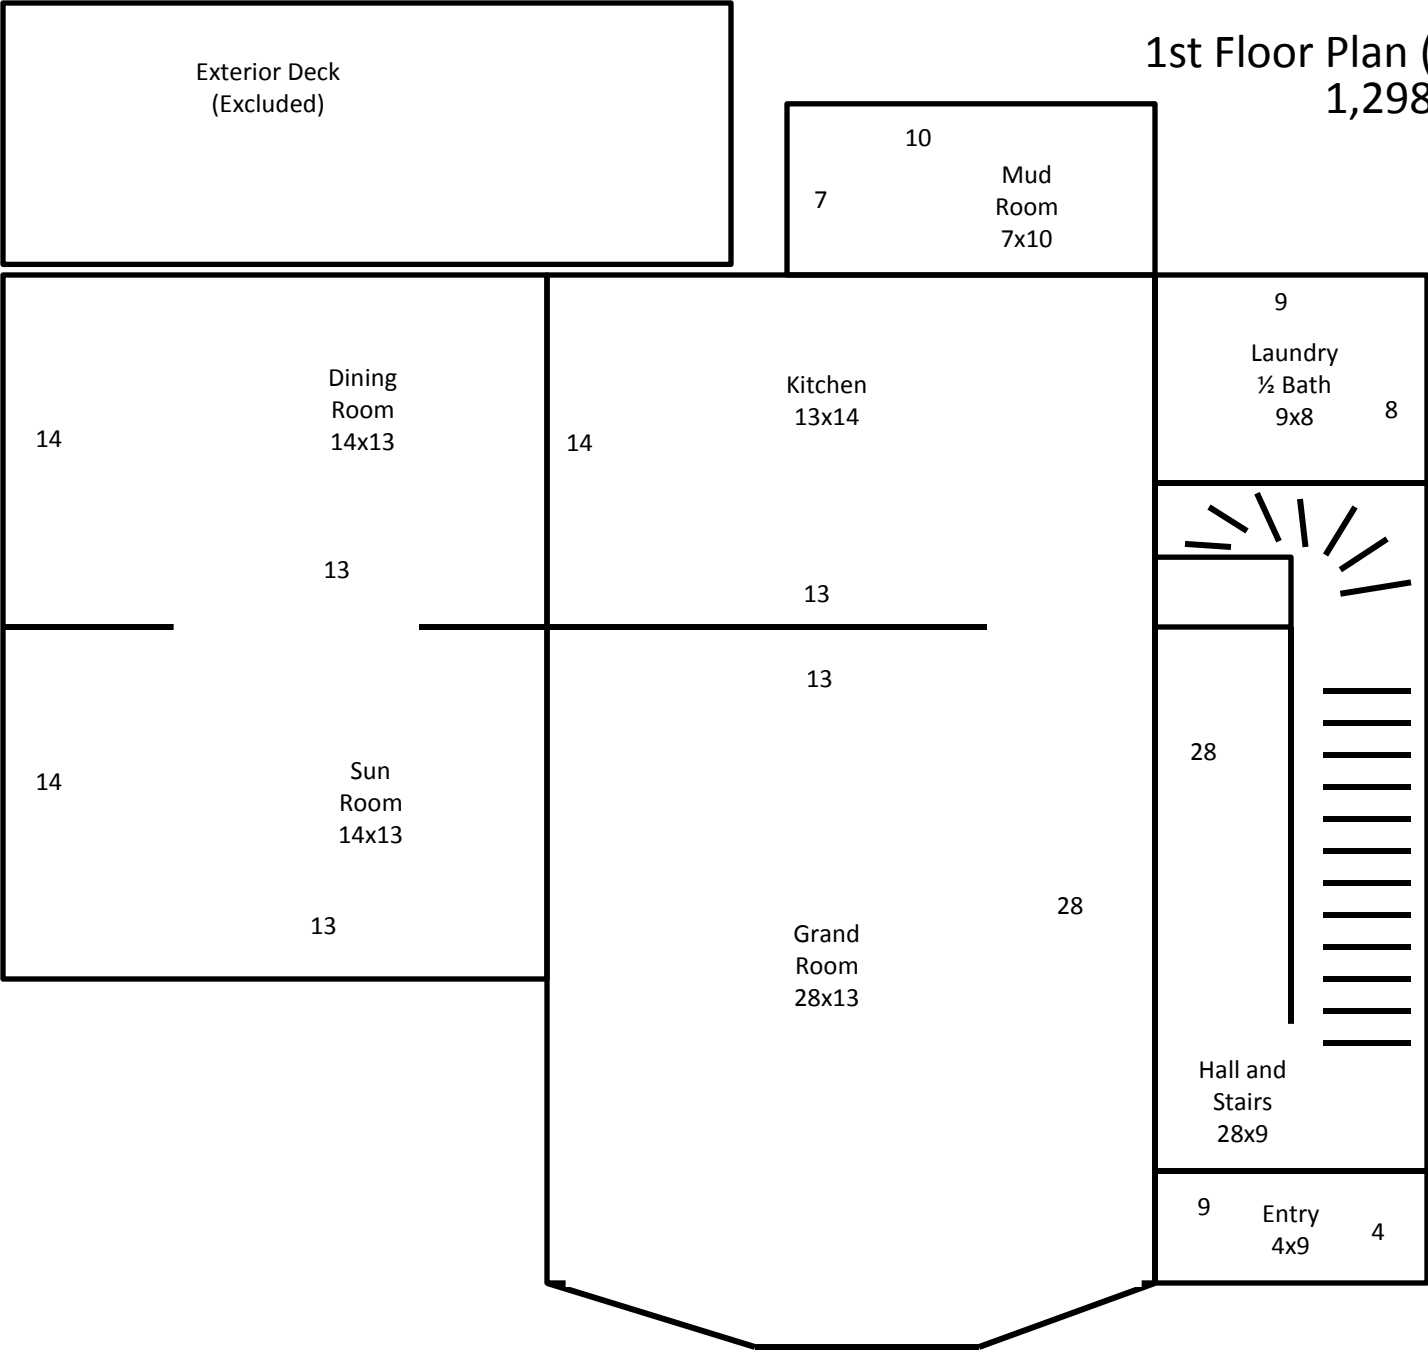 1st Floor Plan (
1,298
Exterior Deck
(Excluded)
10
7
Mud
Room
7x10
9
Laundry
½ Bath
9x8
8
Dining
Room
14x13
14
13
Kitchen
13x14
14
13
13
14
Sun
Room
14x13
13
28
28
Grand
Room
28x13
Hall and
Stairs
28x9
9
Entry
4x9
4